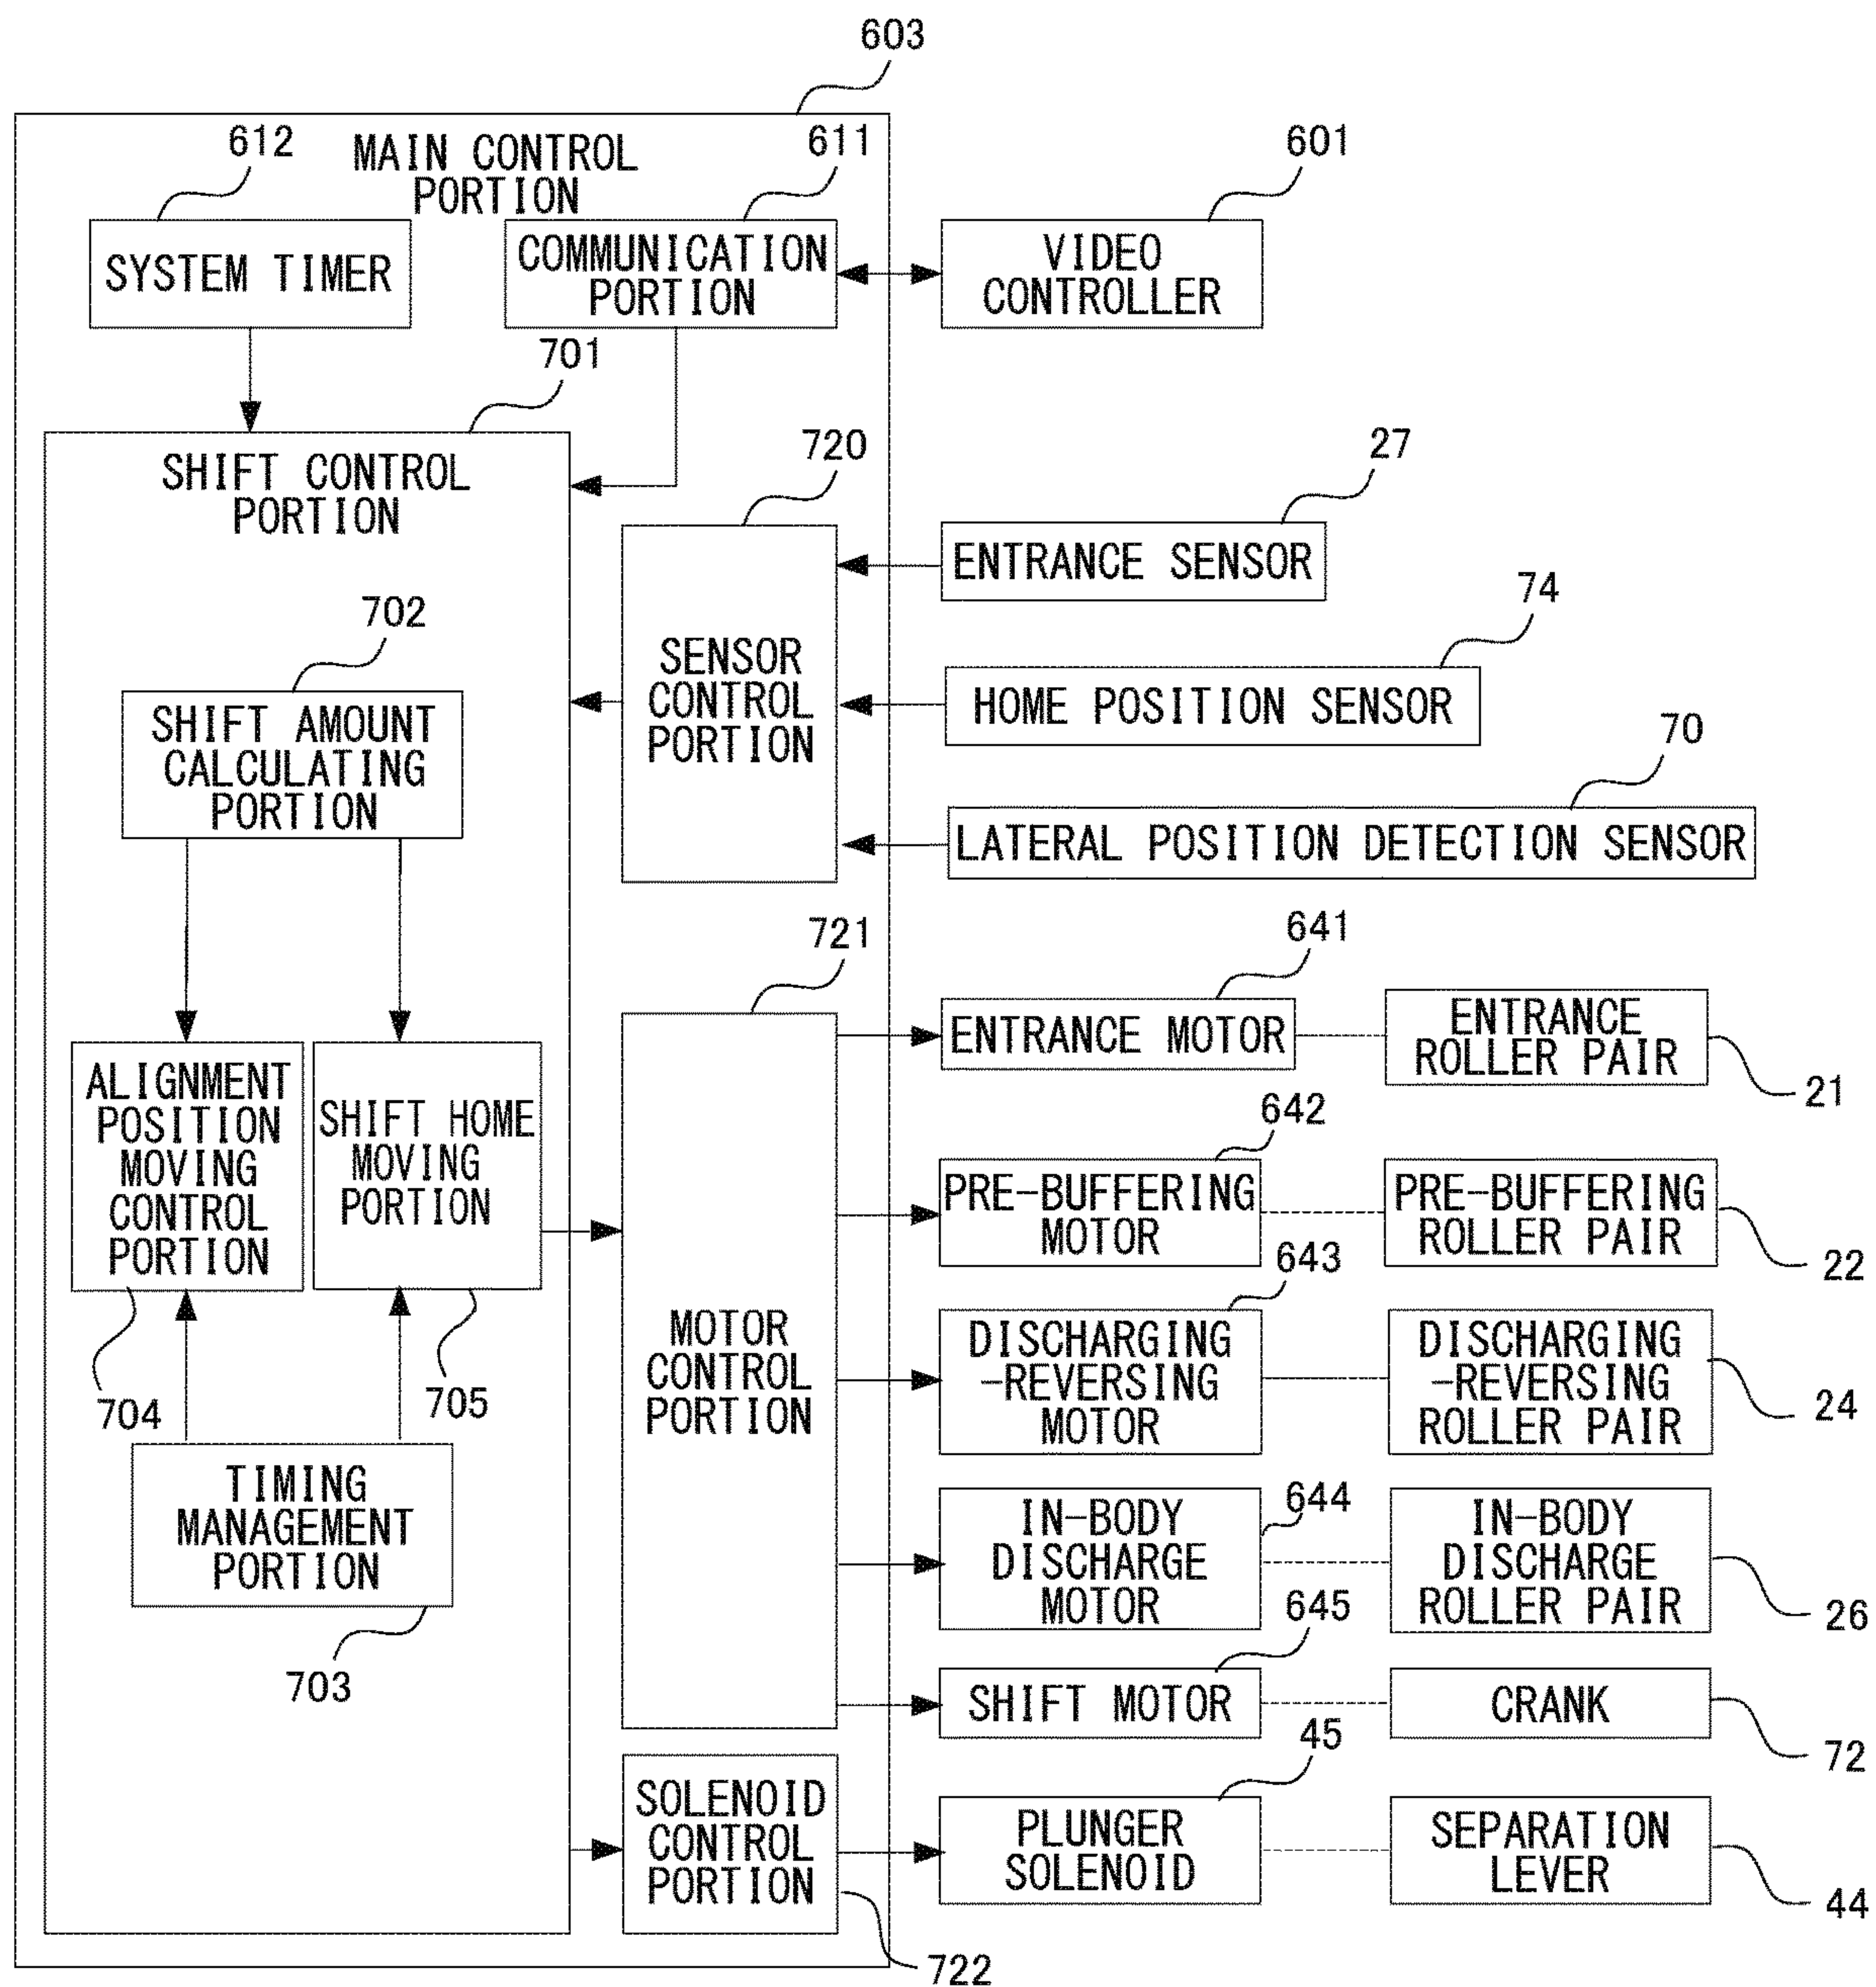 603
MAIN CONTROL
PORTION
612
SYSTEM TIMER
611
COMMUNICATION
PORTION
601
VIDEO
CONTROLLER
701
SHIFT CONTROL
PORTION
702
SHIFT AMOUNT
CALCULATING
PORTION
ALIGNMENT
POSITION
MOVING
CONTROL
PORTION
704
SHIFT HOME
MOVING
PORTION
705
TIMING
MANAGEMENT
PORTION
703
720
SENSOR
CONTROL
PORTION
27
ENTRANCE SENSOR
74
HOME POSITION SENSOR
70
LATERAL POSITION DETECTION SENSOR
721
MOTOR
CONTROL
PORTION
641
ENTRANCE MOTOR
ENTRANCE
ROLLER PAIR
21
642
PRE-BUFFERING
MOTOR
PRE-BUFFERING
ROLLER PAIR
22
643
DISCHARGING
-REVERSING
MOTOR
DISCHARGING
-REVERSING
ROLLER PAIR
24
644
IN-BODY
DISCHARGE
MOTOR
IN-BODY
DISCHARGE
ROLLER PAIR
26
645
SHIFT MOTOR
CRANK
72
SOLENOID
CONTROL
PORTION
722
45
PLUNGER
SOLENOID
SEPARATION
LEVER
44